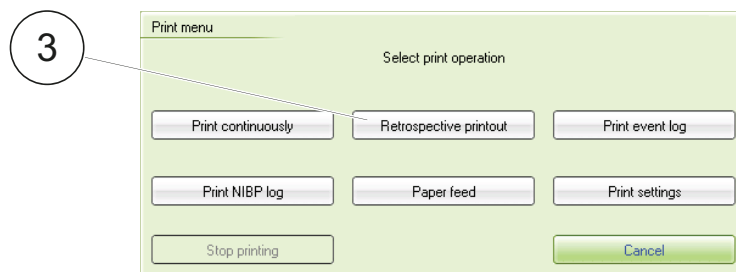 3
Print menu
Select print operation
Print continuously
Retrospective printout
Print event log
Print NIBP log
Paper feed
Print settings
Stop printing
Cancel